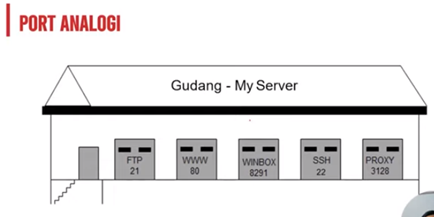 PORT ANALOGI
Gudang - My Server
FTP
21
WWW
80
WINBOX
8291
SSH
22
PROXY
3128